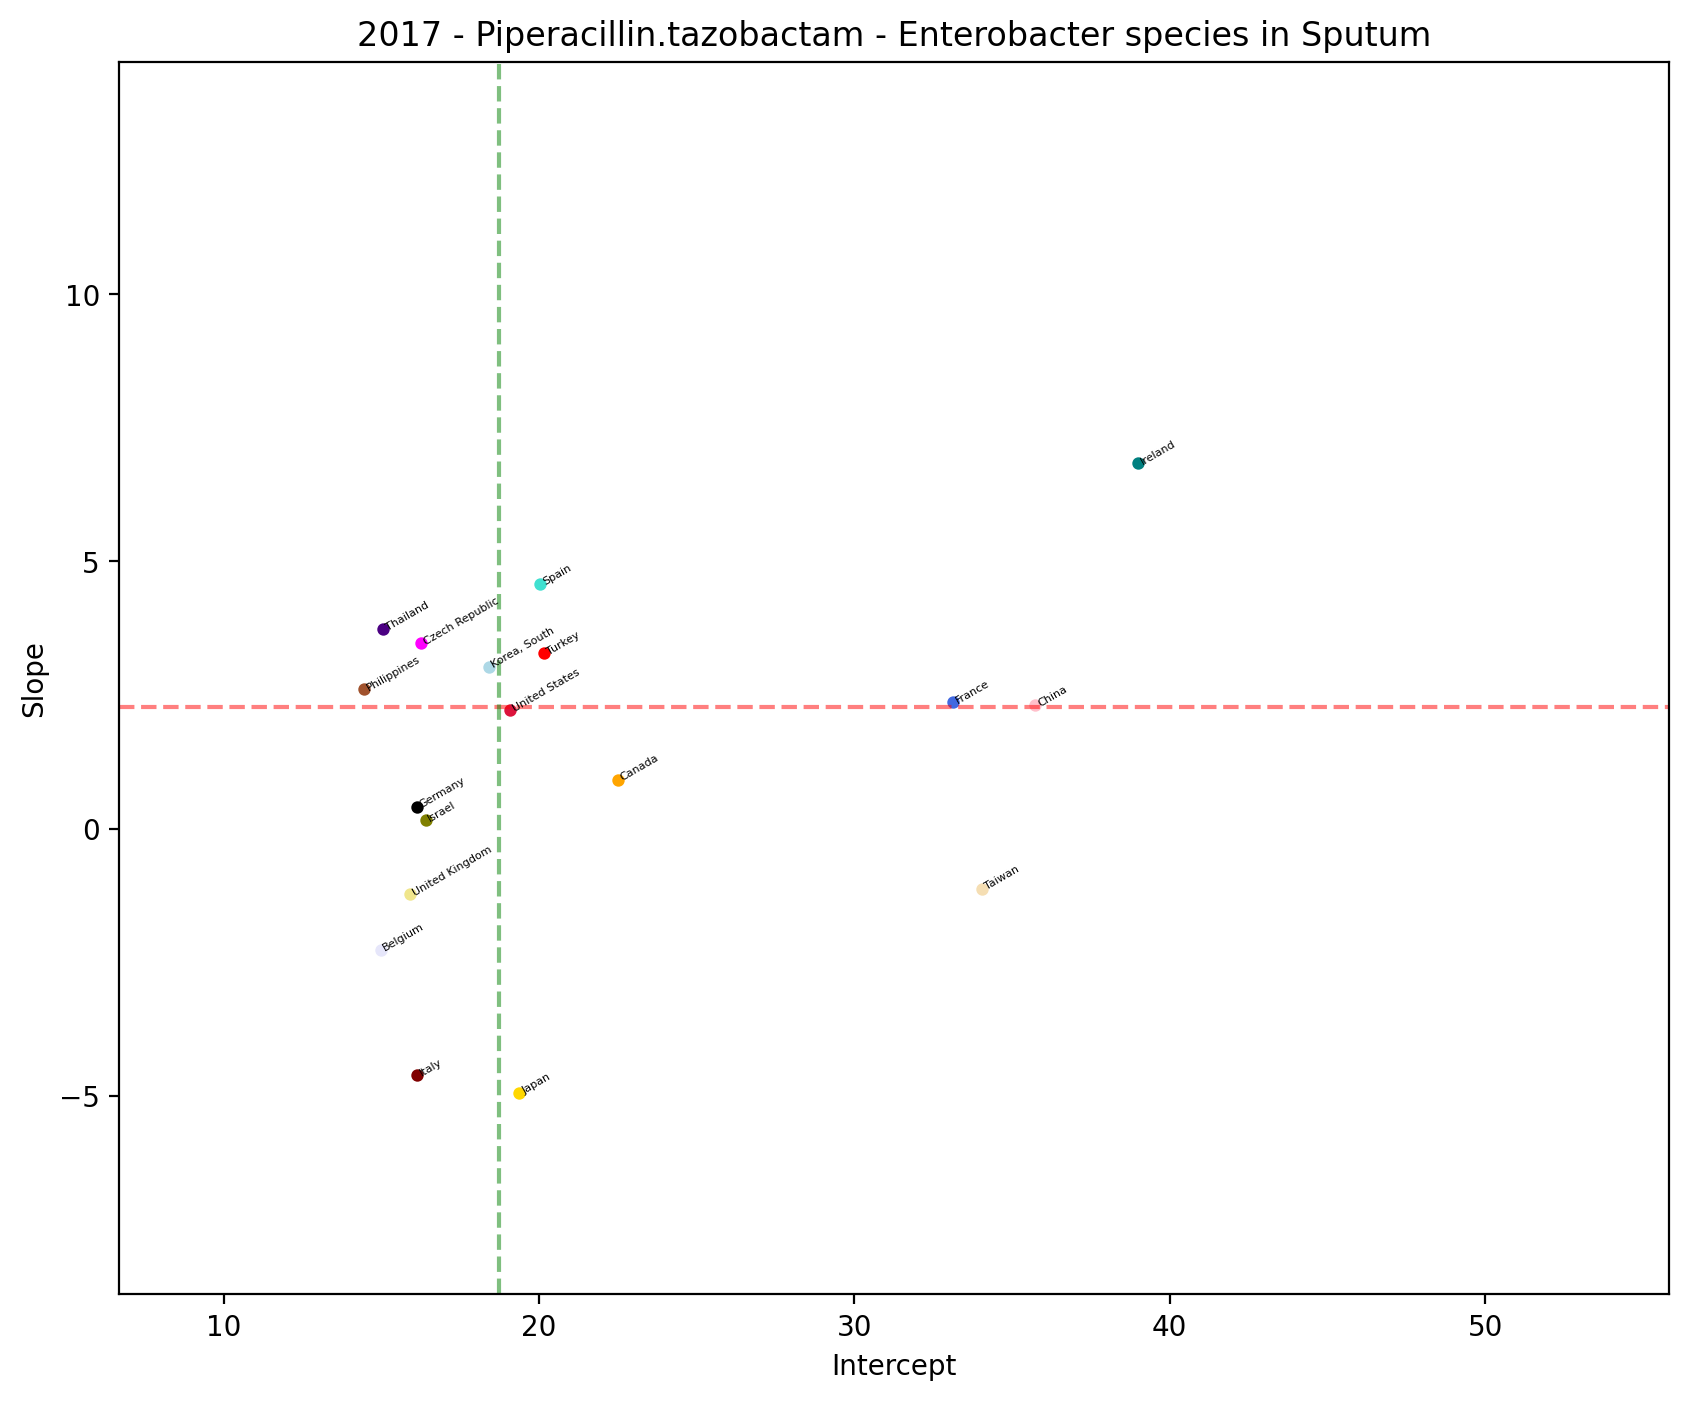 2017 - Piperacillin.tazobactam - Enterobacter species in Sputum
Slope
10
5
0
−5
Ireland
Spain
Thailand
Czech Republic
Korea, South
Turkey
Philippines
United States
France
China
Canada
Germany
Israel
United Kingdom
Taiwan
Belgium
Italy
Japan
10
20
30
40
50
Intercept